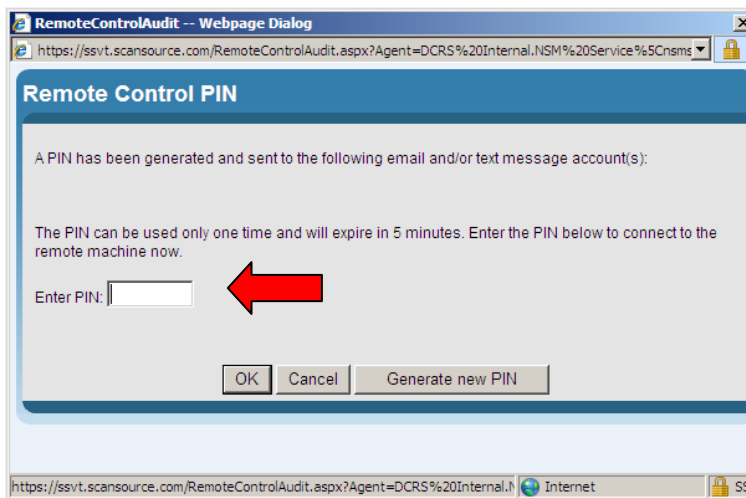 RemoteControlAudit -- Webpage Dialog
https://ssvt.scansource.com/RemoteControlAudit.aspx?Agent=DCRS%20Internal.NSM%20Service%5Cnsms
Remote Control PIN
A PIN has been generated and sent to the following email and/or text message account(s):
The PIN can be used only one time and will expire in 5 minutes. Enter the PIN below to connect to the
remote machine now.
Enter PIN:
OK Cancel Generate new PIN
https://ssvt.scansource.com/RemoteControlAudit.aspx?Agent=DCRS%20Internal.N Internet SS